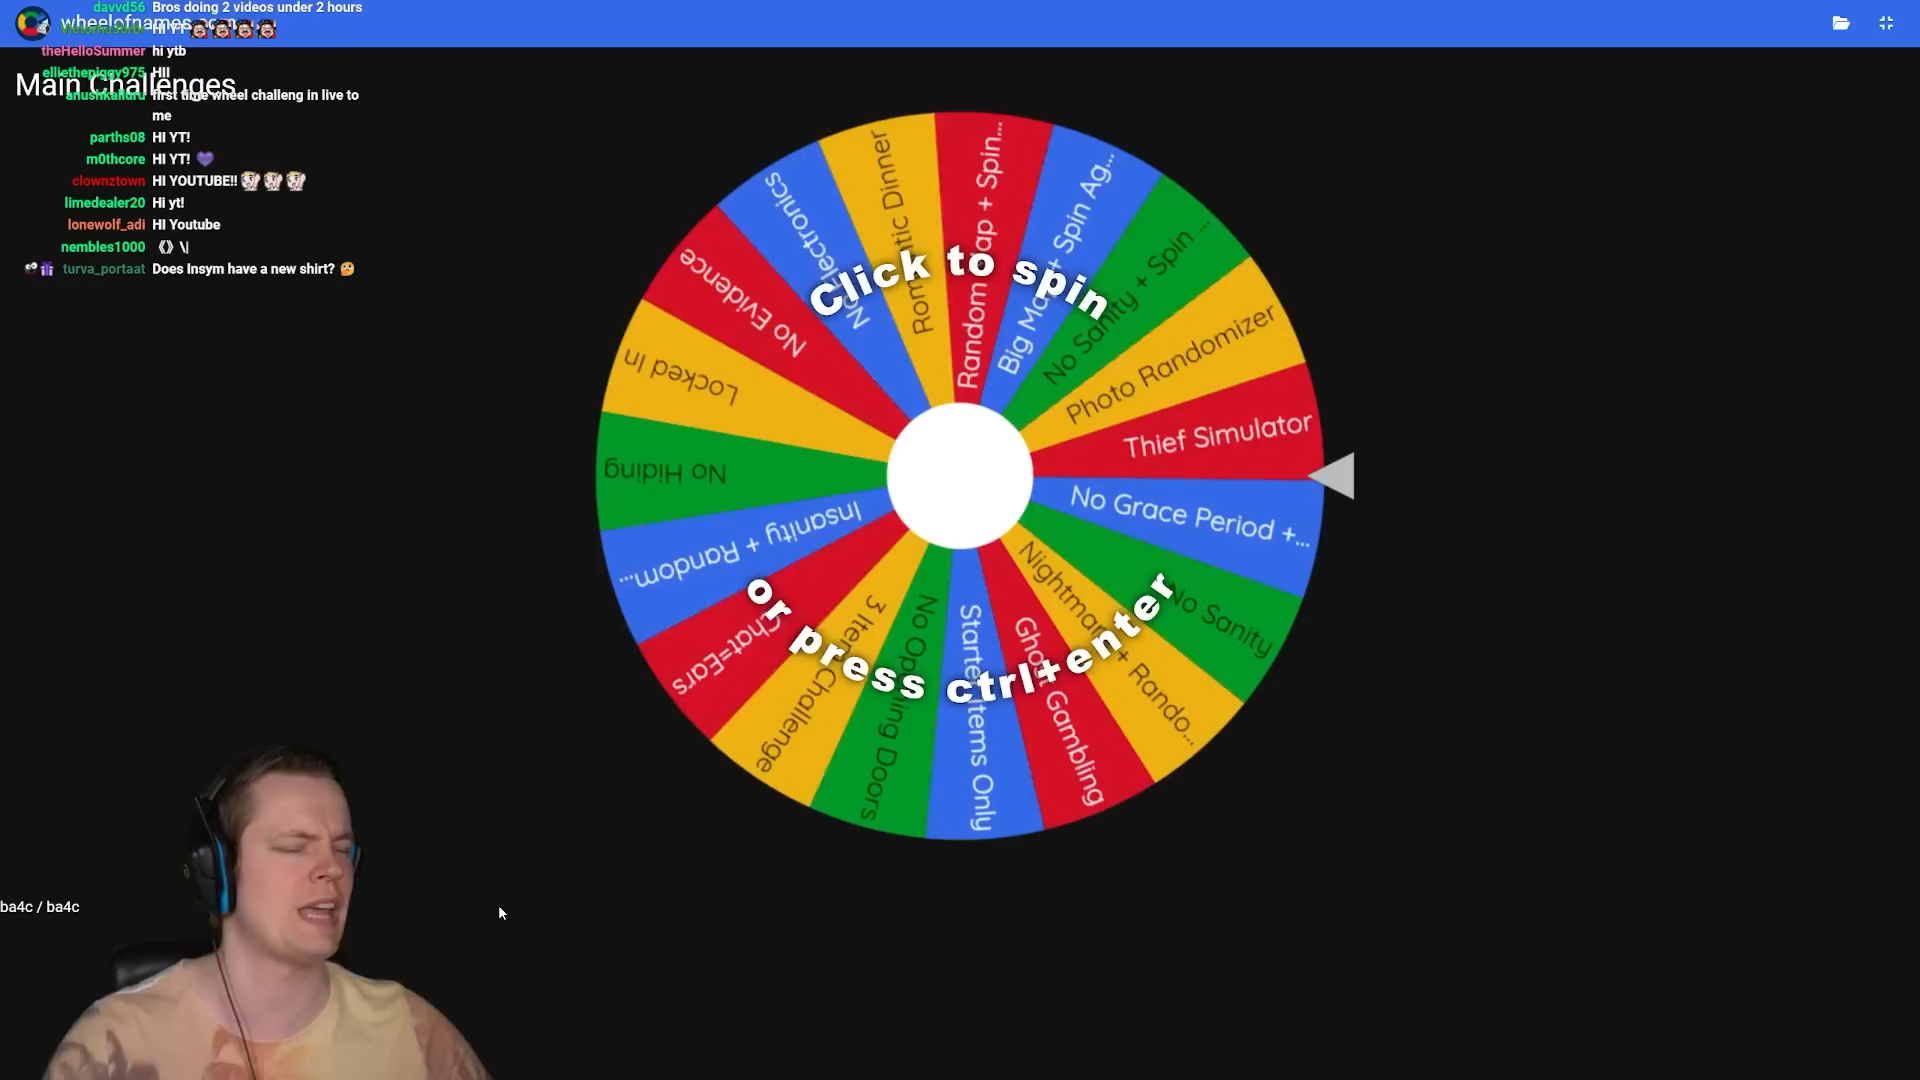 davvd56 Bros doing 2 videos under 2 hours
wheelofnames.com
HI YT
theHelloSummer hi ytb
elliethepiggy975 HII
Main Challenges
anushkalluru first time wheel challeng in live to
me
parths08 HI YT!
m0thcore HI YT!
clownztown HI YOUTUBE!!
limedealer20 Hi yt!
lonewolf_adi HI Youtube
nembles1000 《》 \|
turva_portaat Does Insym have a new shirt?
Click to spin
or press ctrl+enter
No Evidence
No Electronics
Romantic Dinner
Random Map + Spin...
Big Map + Spin Ag...
No Sanity + Spin ...
Photo Randomizer
Thief Simulator
No Grace Period +...
No Sanity
Nightmare + Rando...
Ghost Gambling
Starter Items Only
No Opening Doors
3 Item Challenge
Chat=Ears
Insanity + Random...
No Hiding
Locked In
ba4c / ba4c